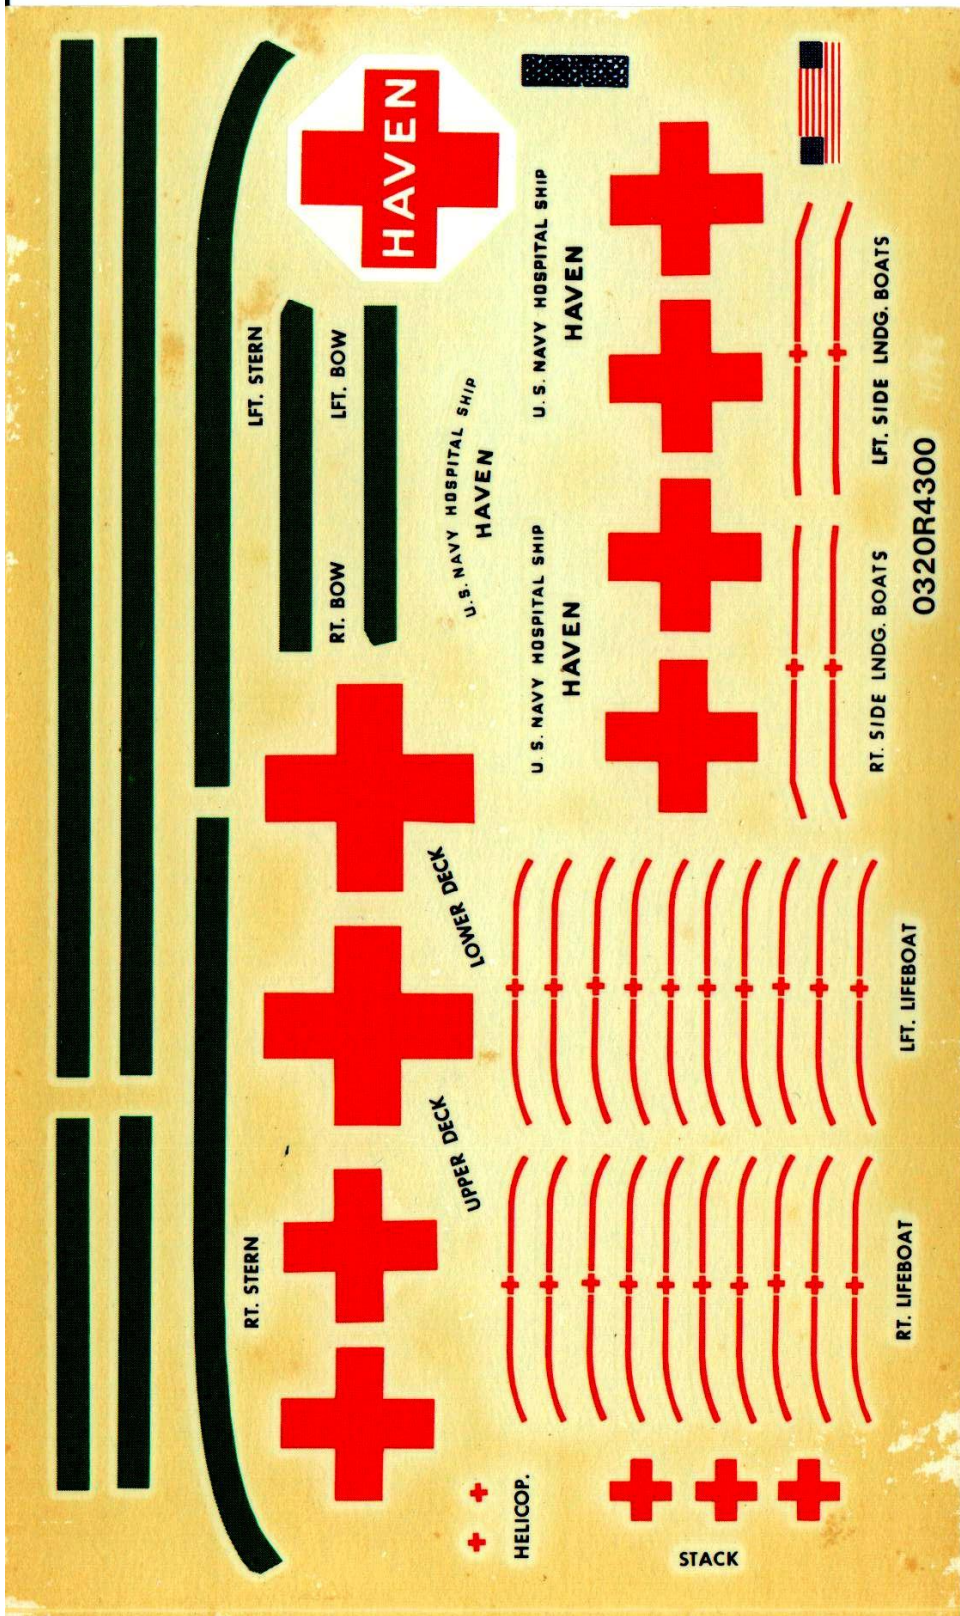 HAVEN
LFT. STERN
LFT. BOW
RT. BOW
U.S. NAVY HOSPITAL SHIP
HAVEN
U.S. NAVY HOSPITAL SHIP
HAVEN
U.S. NAVY HOSPITAL SHIP
HAVEN
LFT. SIDE LNDG. BOATS
RT. SIDE LNDG. BOATS
0320R4300
LOWER DECK
UPPER DECK
RT. STERN
LFT. LIFEBOAT
RT. LIFEBOAT
HELICOP.
STACK